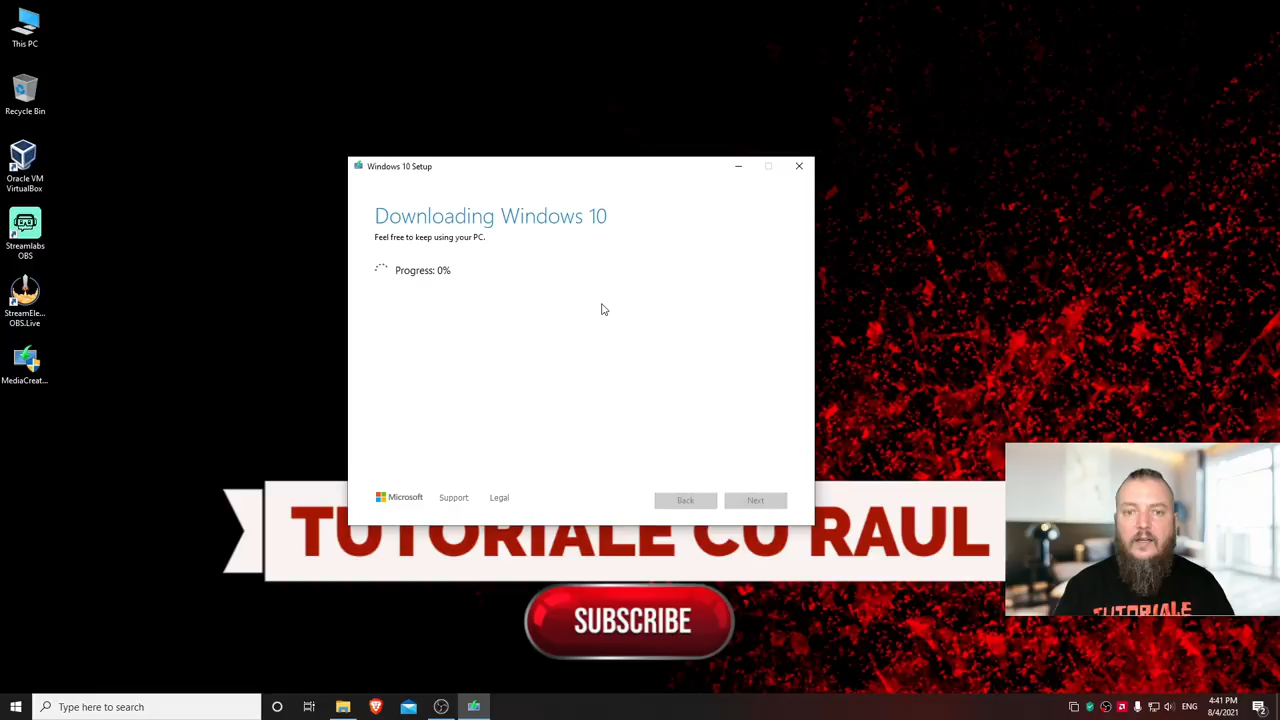 This PC
Recycle Bin
Oracle VM
VirtualBox
Streamlabs
OBS
StreamEle...
OBS.Live
MediaCreat...
Windows 10 Setup
Downloading Windows 10
Feel free to keep using your PC.
Progress: 0%
Microsoft
Support
Legal
Back
Next
TUTORIALE CU RAUL
SUBSCRIBE
TUTORIALE
Type here to search
4:41 PM
8/4/2021
2